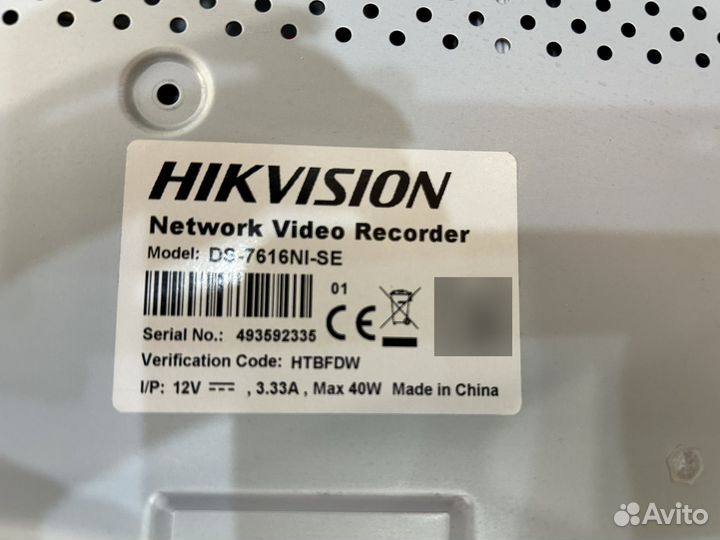 HIKVISION
Network Video Recorder
Model: DS-7616NI-SE
01
CE
Serial No.: 493592335
Verification Code: HTBFDW
I/P: 12V ⎓ , 3.33A , Max 40W Made in China
Avito